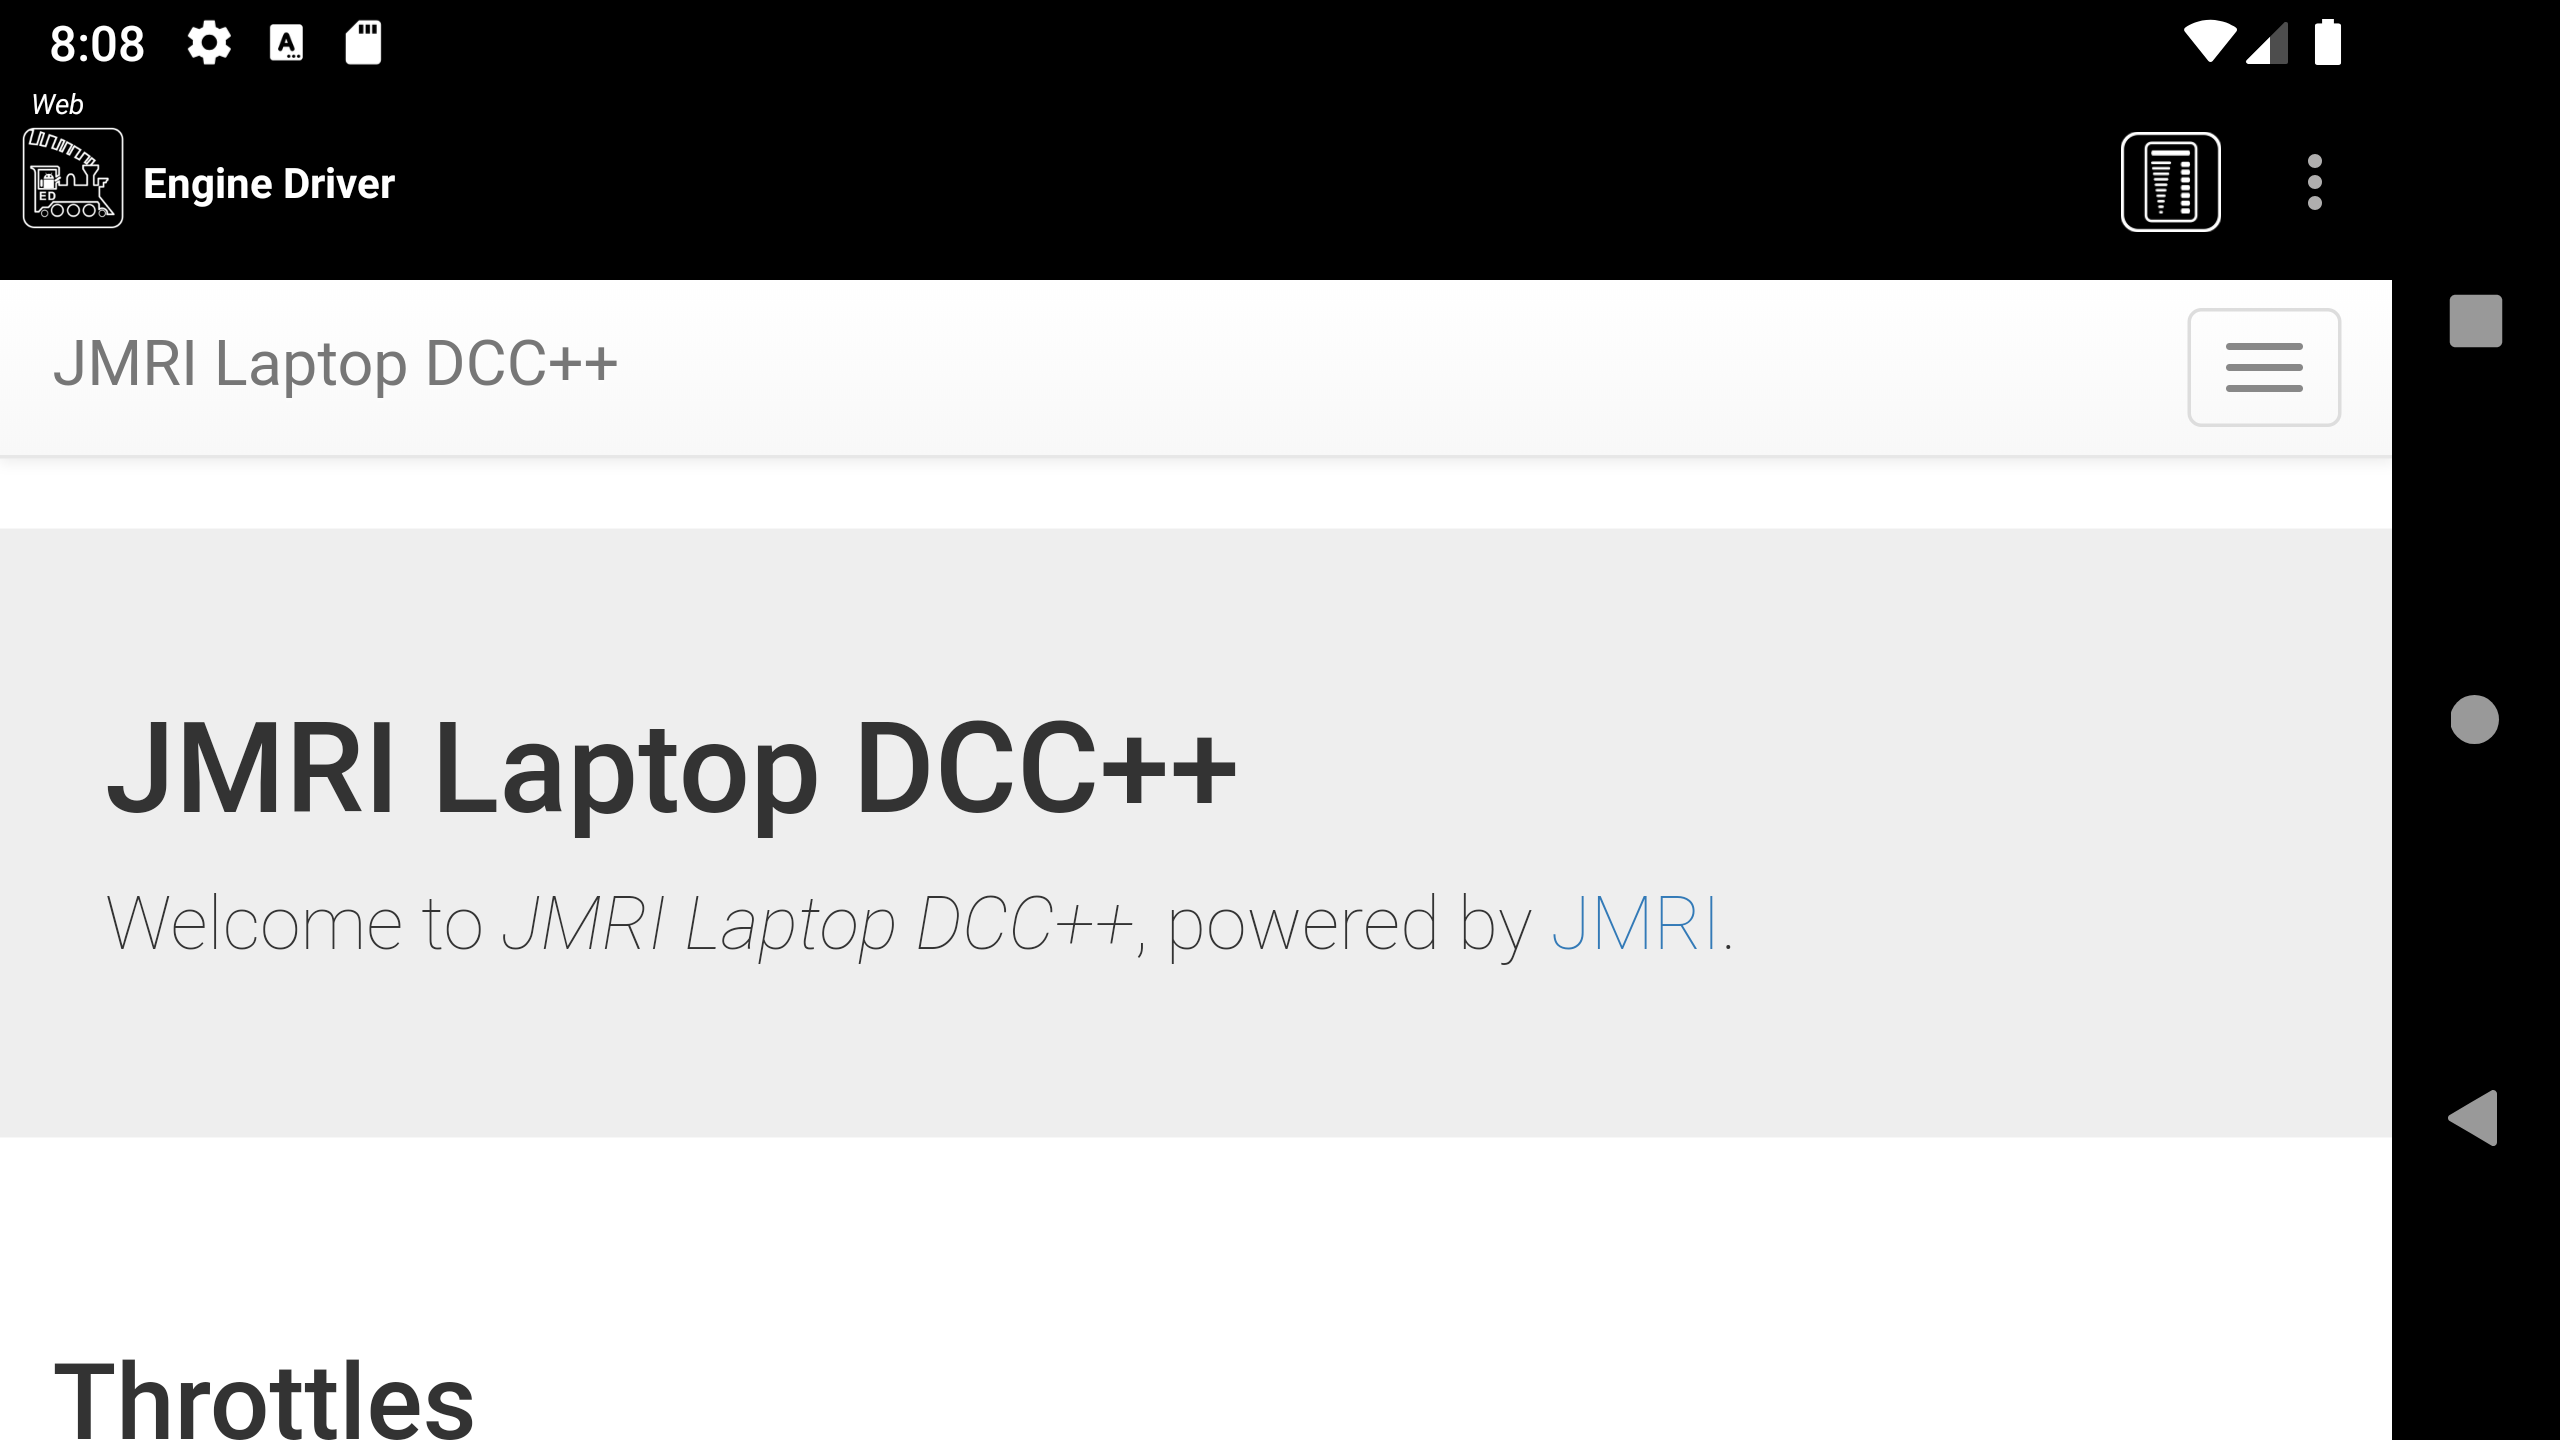 8:08
Web
ED
Engine Driver
JMRI Laptop DCC++
JMRI Laptop DCC++
Welcome to JMRI Laptop DCC++, powered by JMRI.
Throttles